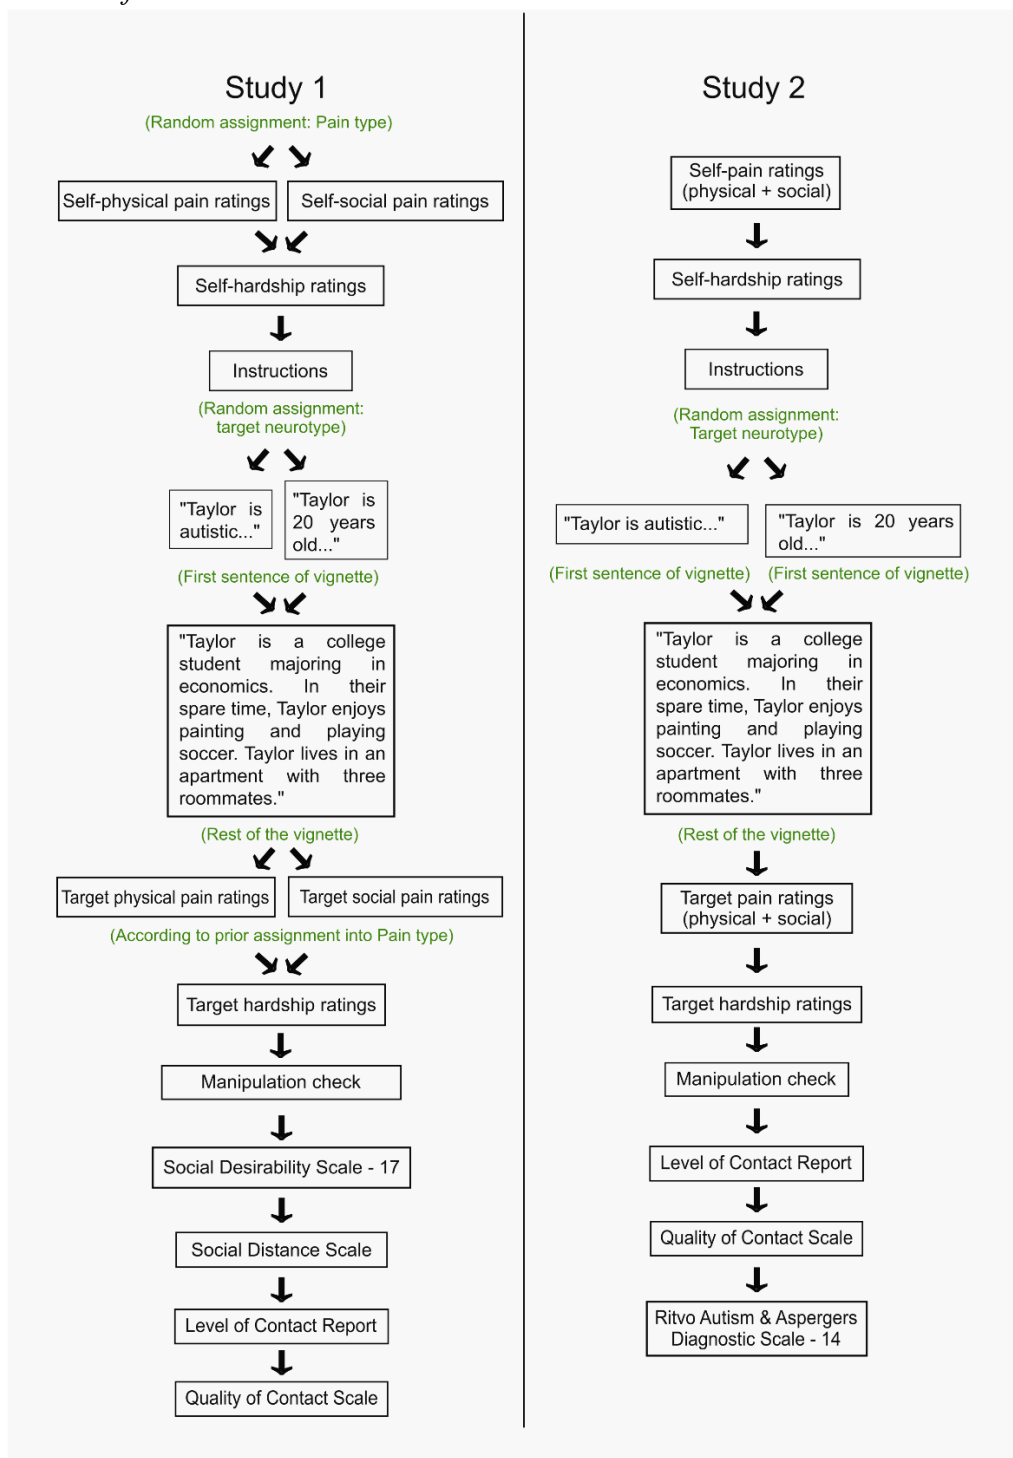 Study 1
(Random assignment: Pain type)
Self-physical pain ratings
Self-social pain ratings
Self-hardship ratings
Instructions
(Random assignment:
target neurotype)
"Taylor is
autistic..."
"Taylor is
20 years
old..."
(First sentence of vignette)
"Taylor is a college
student majoring in
economics. In their
spare time, Taylor enjoys
painting and playing
soccer. Taylor lives in an
apartment with three
roommates."
(Rest of the vignette)
Target physical pain ratings
Target social pain ratings
(According to prior assignment into Pain type)
Target hardship ratings
Manipulation check
Social Desirability Scale - 17
Social Distance Scale
Level of Contact Report
Quality of Contact Scale
Study 2
Self-pain ratings
(physical + social)
Self-hardship ratings
Instructions
(Random assignment:
Target neurotype)
"Taylor is autistic..."
"Taylor is 20 years
old..."
(First sentence of vignette)
(First sentence of vignette)
"Taylor is a college
student majoring in
economics. In their
spare time, Taylor enjoys
painting and playing
soccer. Taylor lives in an
apartment with three
roommates."
(Rest of the vignette)
Target pain ratings
(physical + social)
Target hardship ratings
Manipulation check
Level of Contact Report
Quality of Contact Scale
Ritvo Autism & Aspergers
Diagnostic Scale - 14